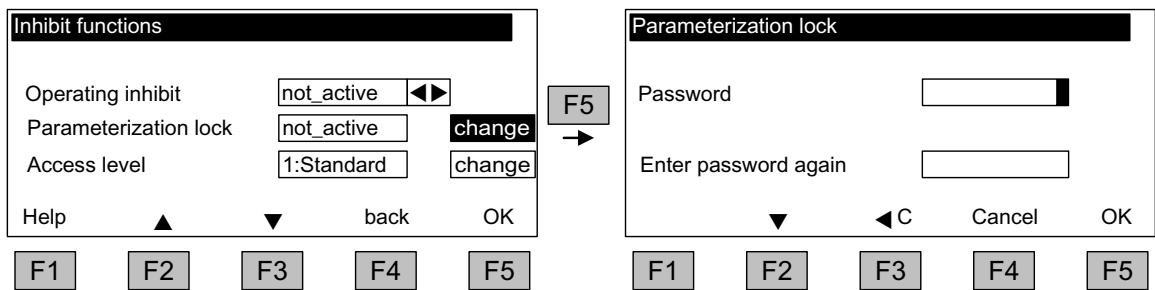 Inhibit functions
Operating inhibit not_active ◀▶
Parameterization lock not_active change
Access level 1:Standard change
Help ▲ ▼ back OK
F1 F2 F3 F4 F5
F5
→
Parameterization lock
Password
Enter password again
▼ ◀C Cancel OK
F1 F2 F3 F4 F5